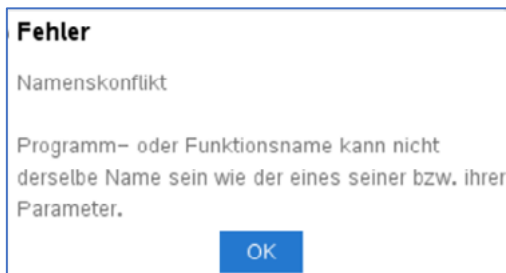 Fehler
Namenskonflikt
Programm- oder Funktionsname kann nicht
derselbe Name sein wie der eines seiner bzw. ihrer
Parameter.
OK